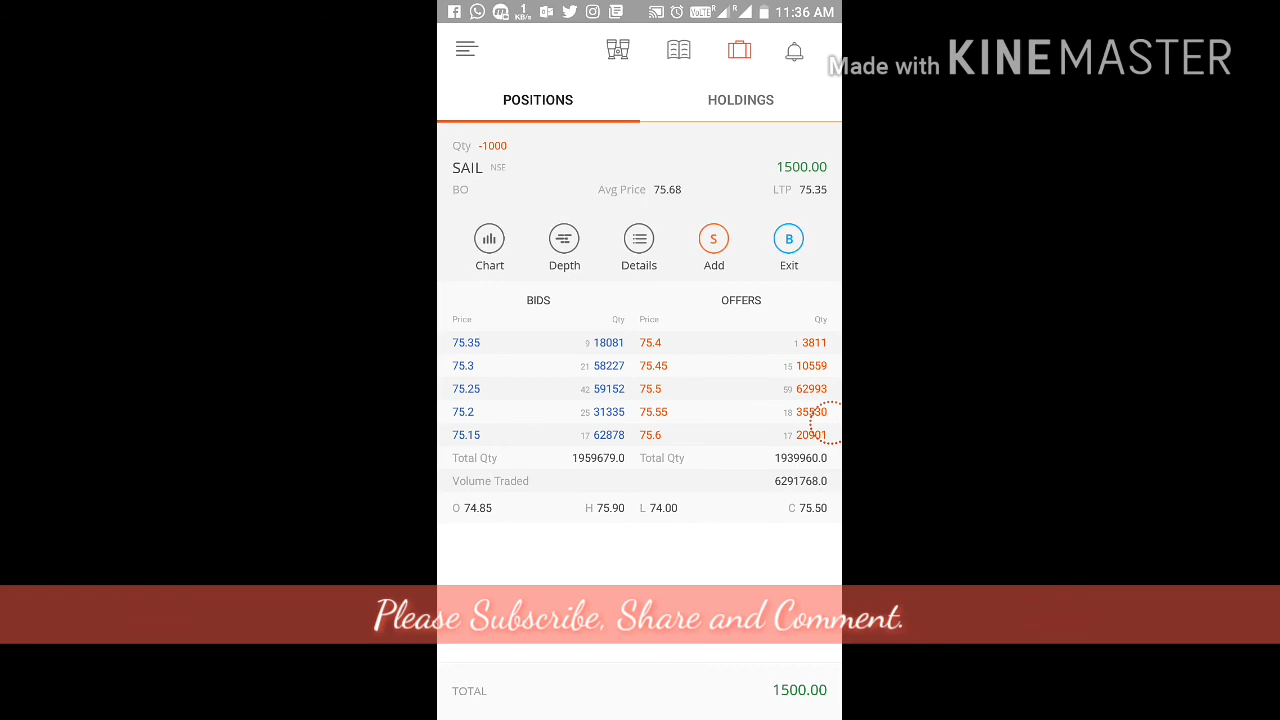 1 KB/s VoLTE R R 11:36 AM
Made with KINEMASTER
POSITIONS HOLDINGS
Qty -1000
SAIL NSE 1500.00
BO Avg Price 75.68 LTP 75.35
S B
Chart Depth Details Add Exit
BIDS OFFERS
Price Qty Price Qty
75.35 9 18081 75.4 1 3811
75.3 21 58227 75.45 15 10559
75.25 42 59152 75.5 59 62993
75.2 25 31335 75.55 18 35530
75.15 17 62878 75.6 17 20901
Total Qty 1959679.0 Total Qty 1939960.0
Volume Traded 6291768.0
O 74.85 H 75.90 L 74.00 C 75.50
Please Subscribe, Share and Comment.
TOTAL 1500.00